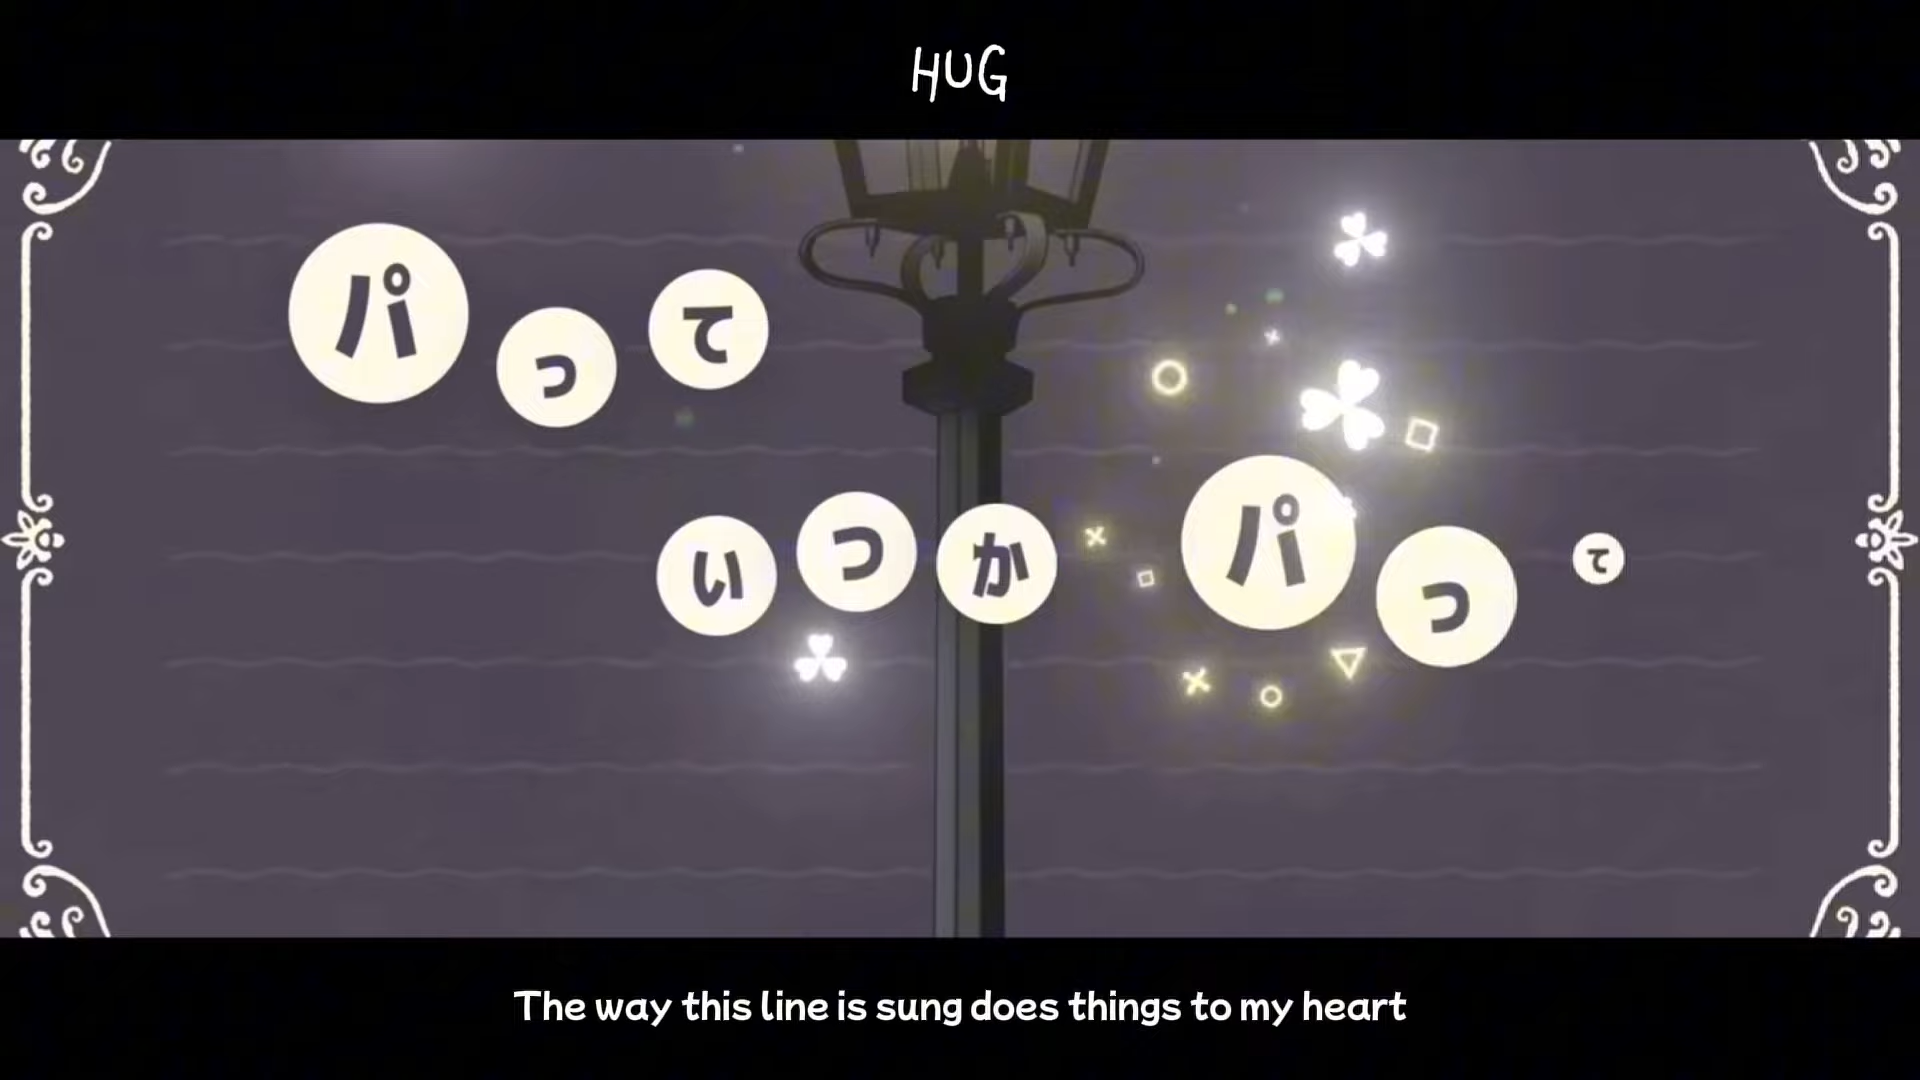 HUG
パって
いつかパって
The way this line is sung does things to my heart